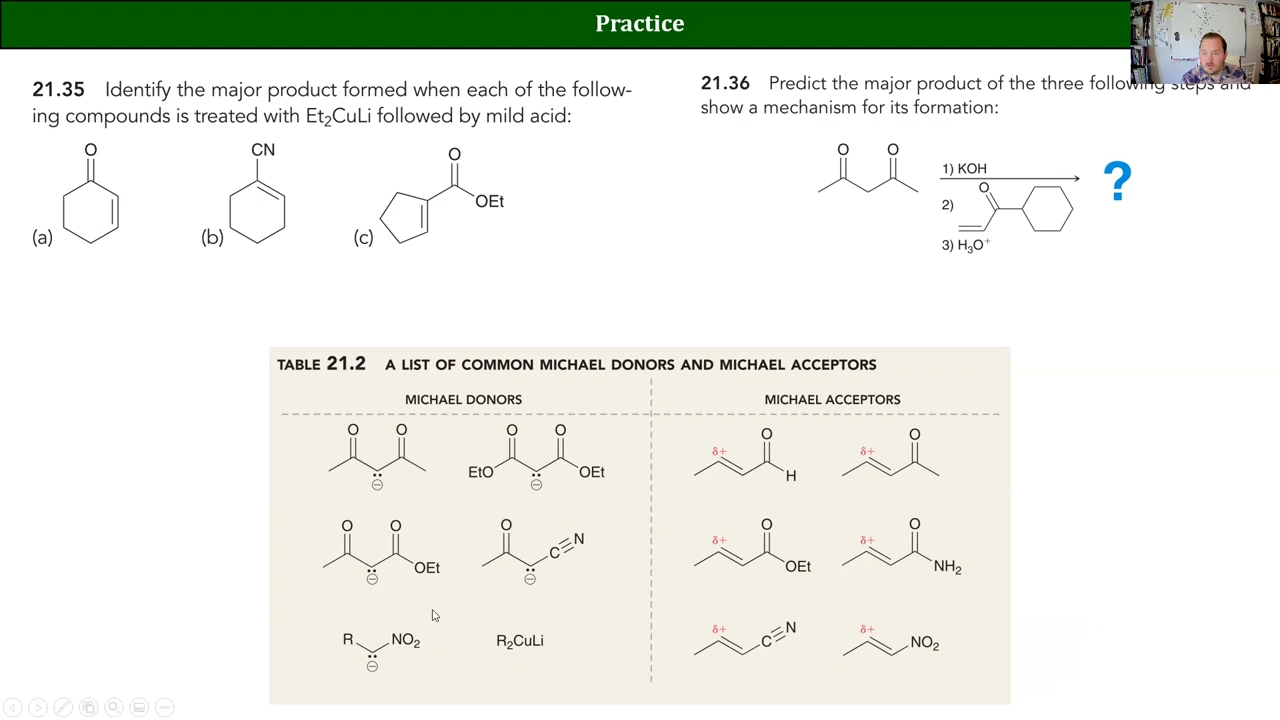 Practice
21.35 Identify the major product formed when each of the follow-
ing compounds is treated with Et₂CuLi followed by mild acid:
O
(a)
CN
(b)
O
OEt
(c)
21.36 Predict the major product of the three following steps and
show a mechanism for its formation:
O O
1) KOH
O
2)
3) H₃O⁺
?
TABLE 21.2 A LIST OF COMMON MICHAEL DONORS AND MICHAEL ACCEPTORS
MICHAEL DONORS
MICHAEL ACCEPTORS
O O
⊖
O O
EtO OEt
⊖
O
δ+
H
O
δ+
O O
OEt
⊖
O
C N
⊖
O
δ+
OEt
O
δ+
NH₂
R NO₂
⊖
R₂CuLi
δ+
C N
δ+
NO₂